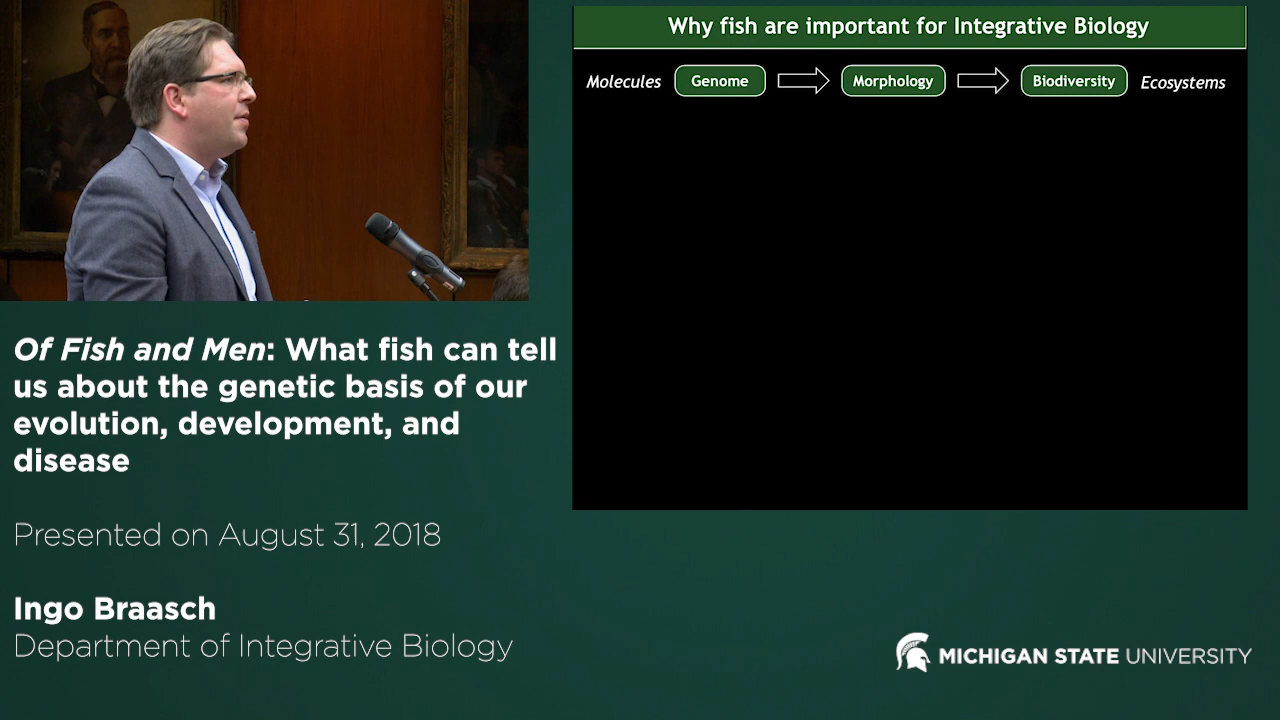 Why fish are important for Integrative Biology
Molecules Genome Morphology Biodiversity Ecosystems
Of Fish and Men: What fish can tell
us about the genetic basis of our
evolution, development, and
disease
Presented on August 31, 2018
Ingo Braasch
Department of Integrative Biology
MICHIGAN STATE UNIVERSITY